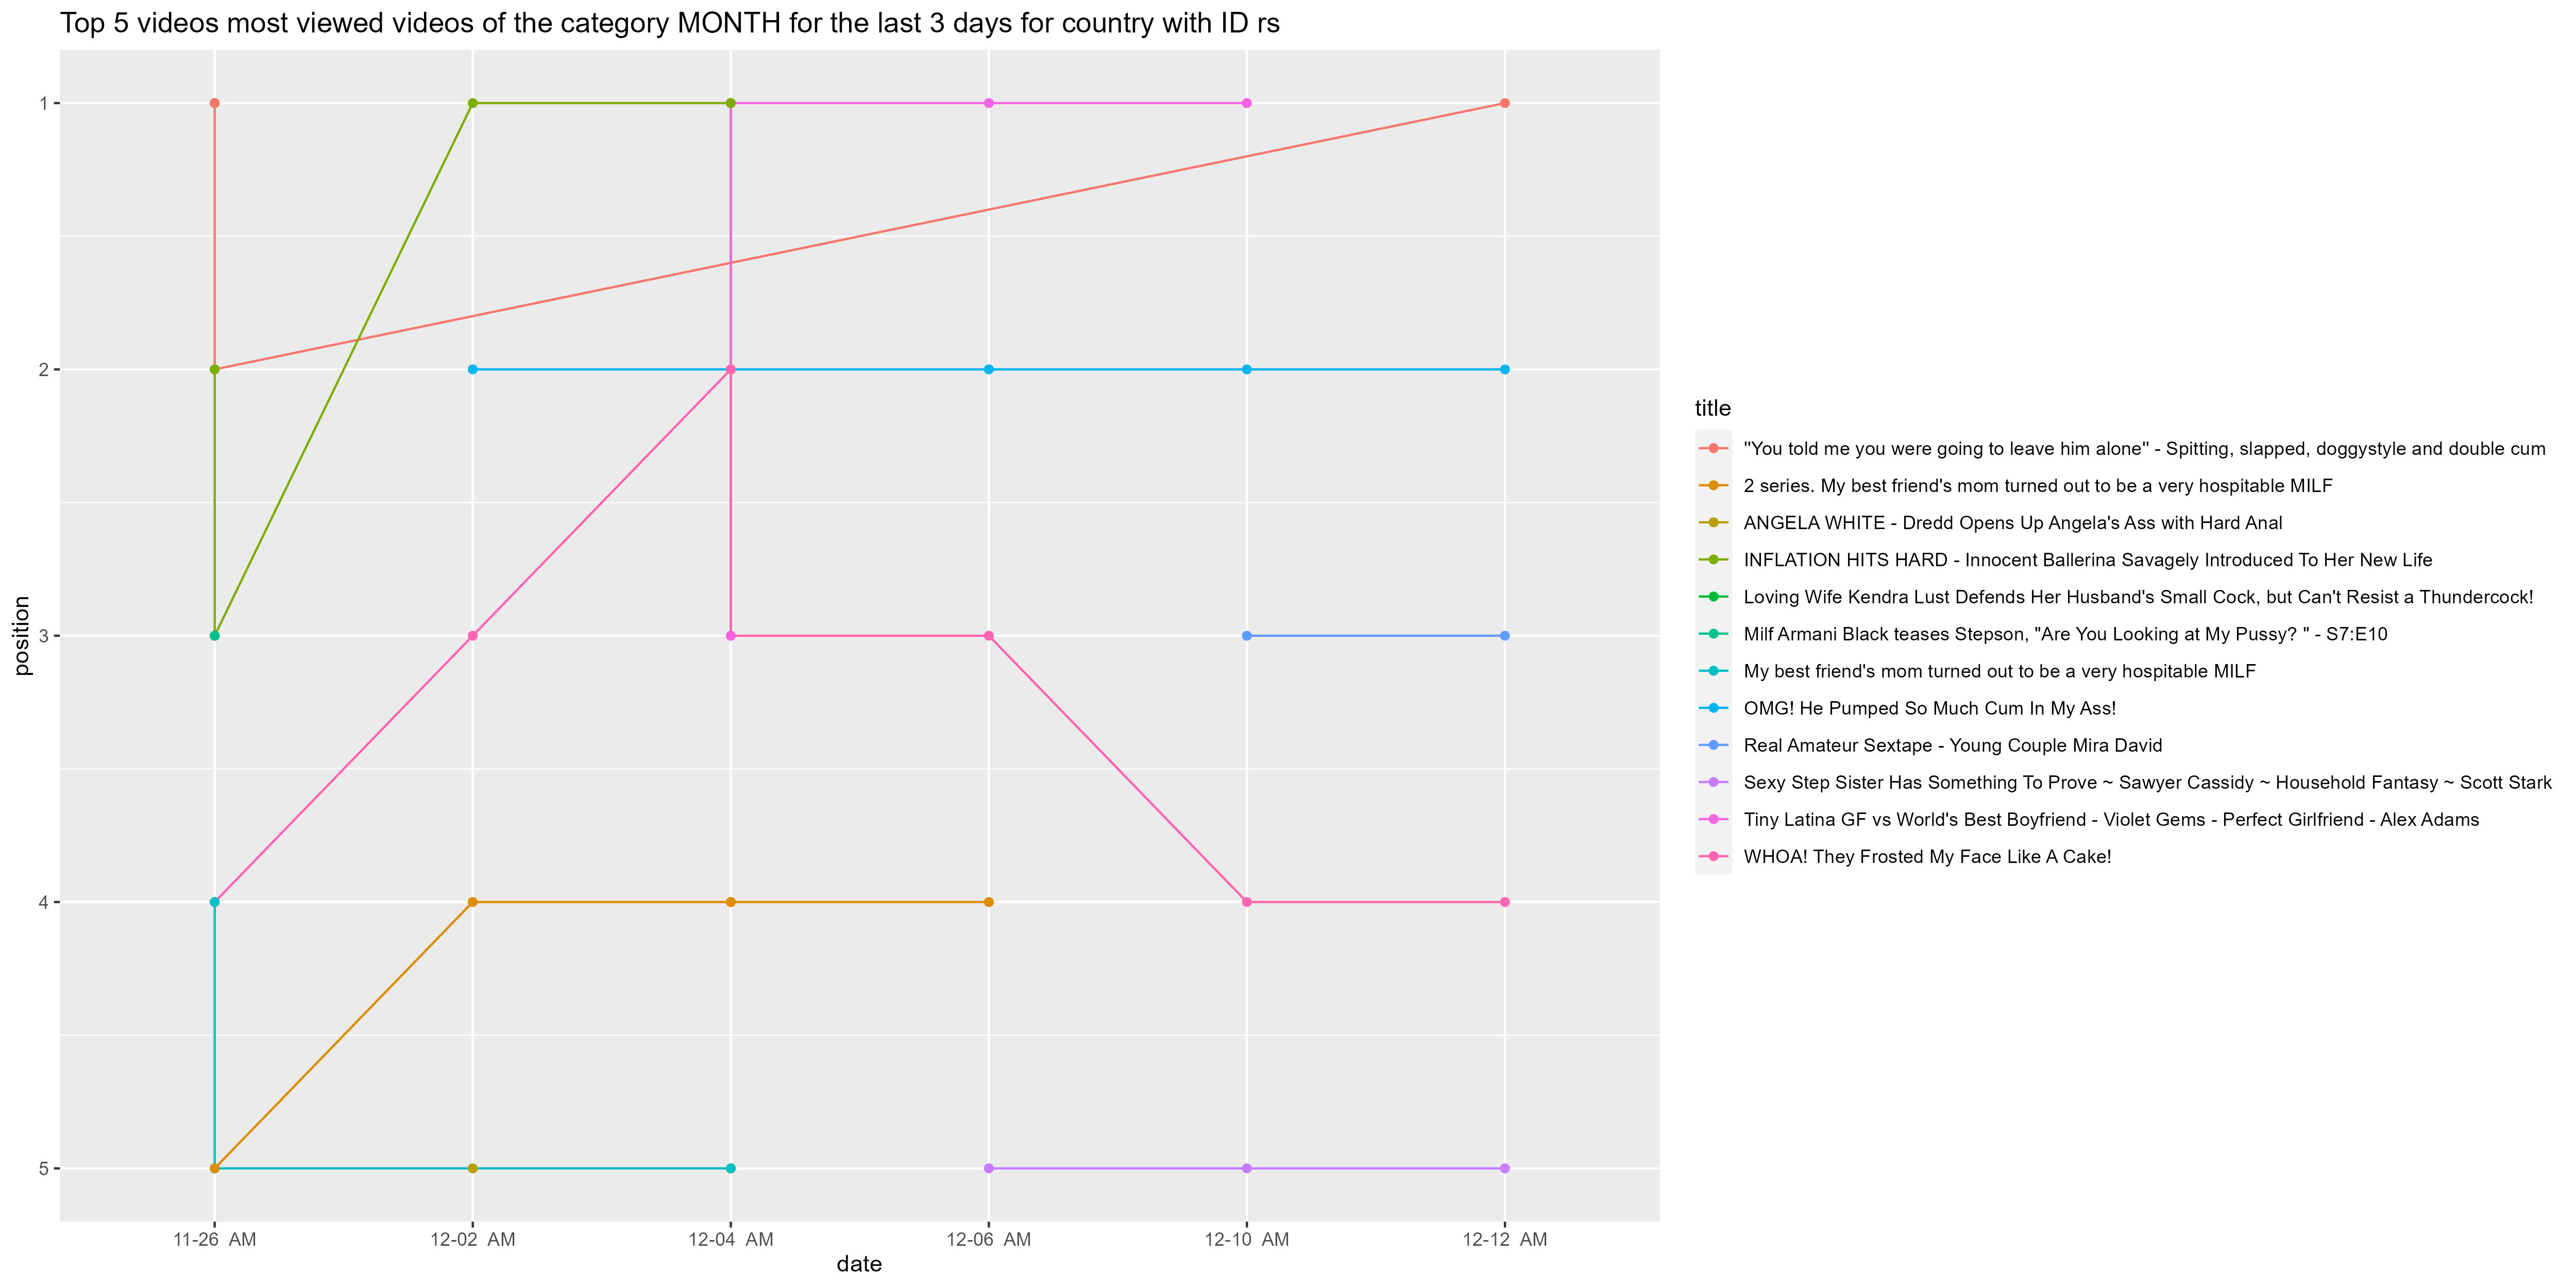 Top 5 videos most viewed videos of the category MONTH for the last 3 days for country with ID rs
1
2
3
4
5
position
11-26 AM
12-02 AM
12-04 AM
12-06 AM
12-10 AM
12-12 AM
date
title
"You told me you were going to leave him alone" - Spitting, slapped, doggystyle and double cum
2 series. My best friend's mom turned out to be a very hospitable MILF
ANGELA WHITE - Dredd Opens Up Angela's Ass with Hard Anal
INFLATION HITS HARD - Innocent Ballerina Savagely Introduced To Her New Life
Loving Wife Kendra Lust Defends Her Husband's Small Cock, but Can't Resist a Thundercock!
Milf Armani Black teases Stepson, "Are You Looking at My Pussy? " - S7:E10
My best friend's mom turned out to be a very hospitable MILF
OMG! He Pumped So Much Cum In My Ass!
Real Amateur Sextape - Young Couple Mira David
Sexy Step Sister Has Something To Prove ~ Sawyer Cassidy ~ Household Fantasy ~ Scott Stark
Tiny Latina GF vs World's Best Boyfriend - Violet Gems - Perfect Girlfriend - Alex Adams
WHOA! They Frosted My Face Like A Cake!